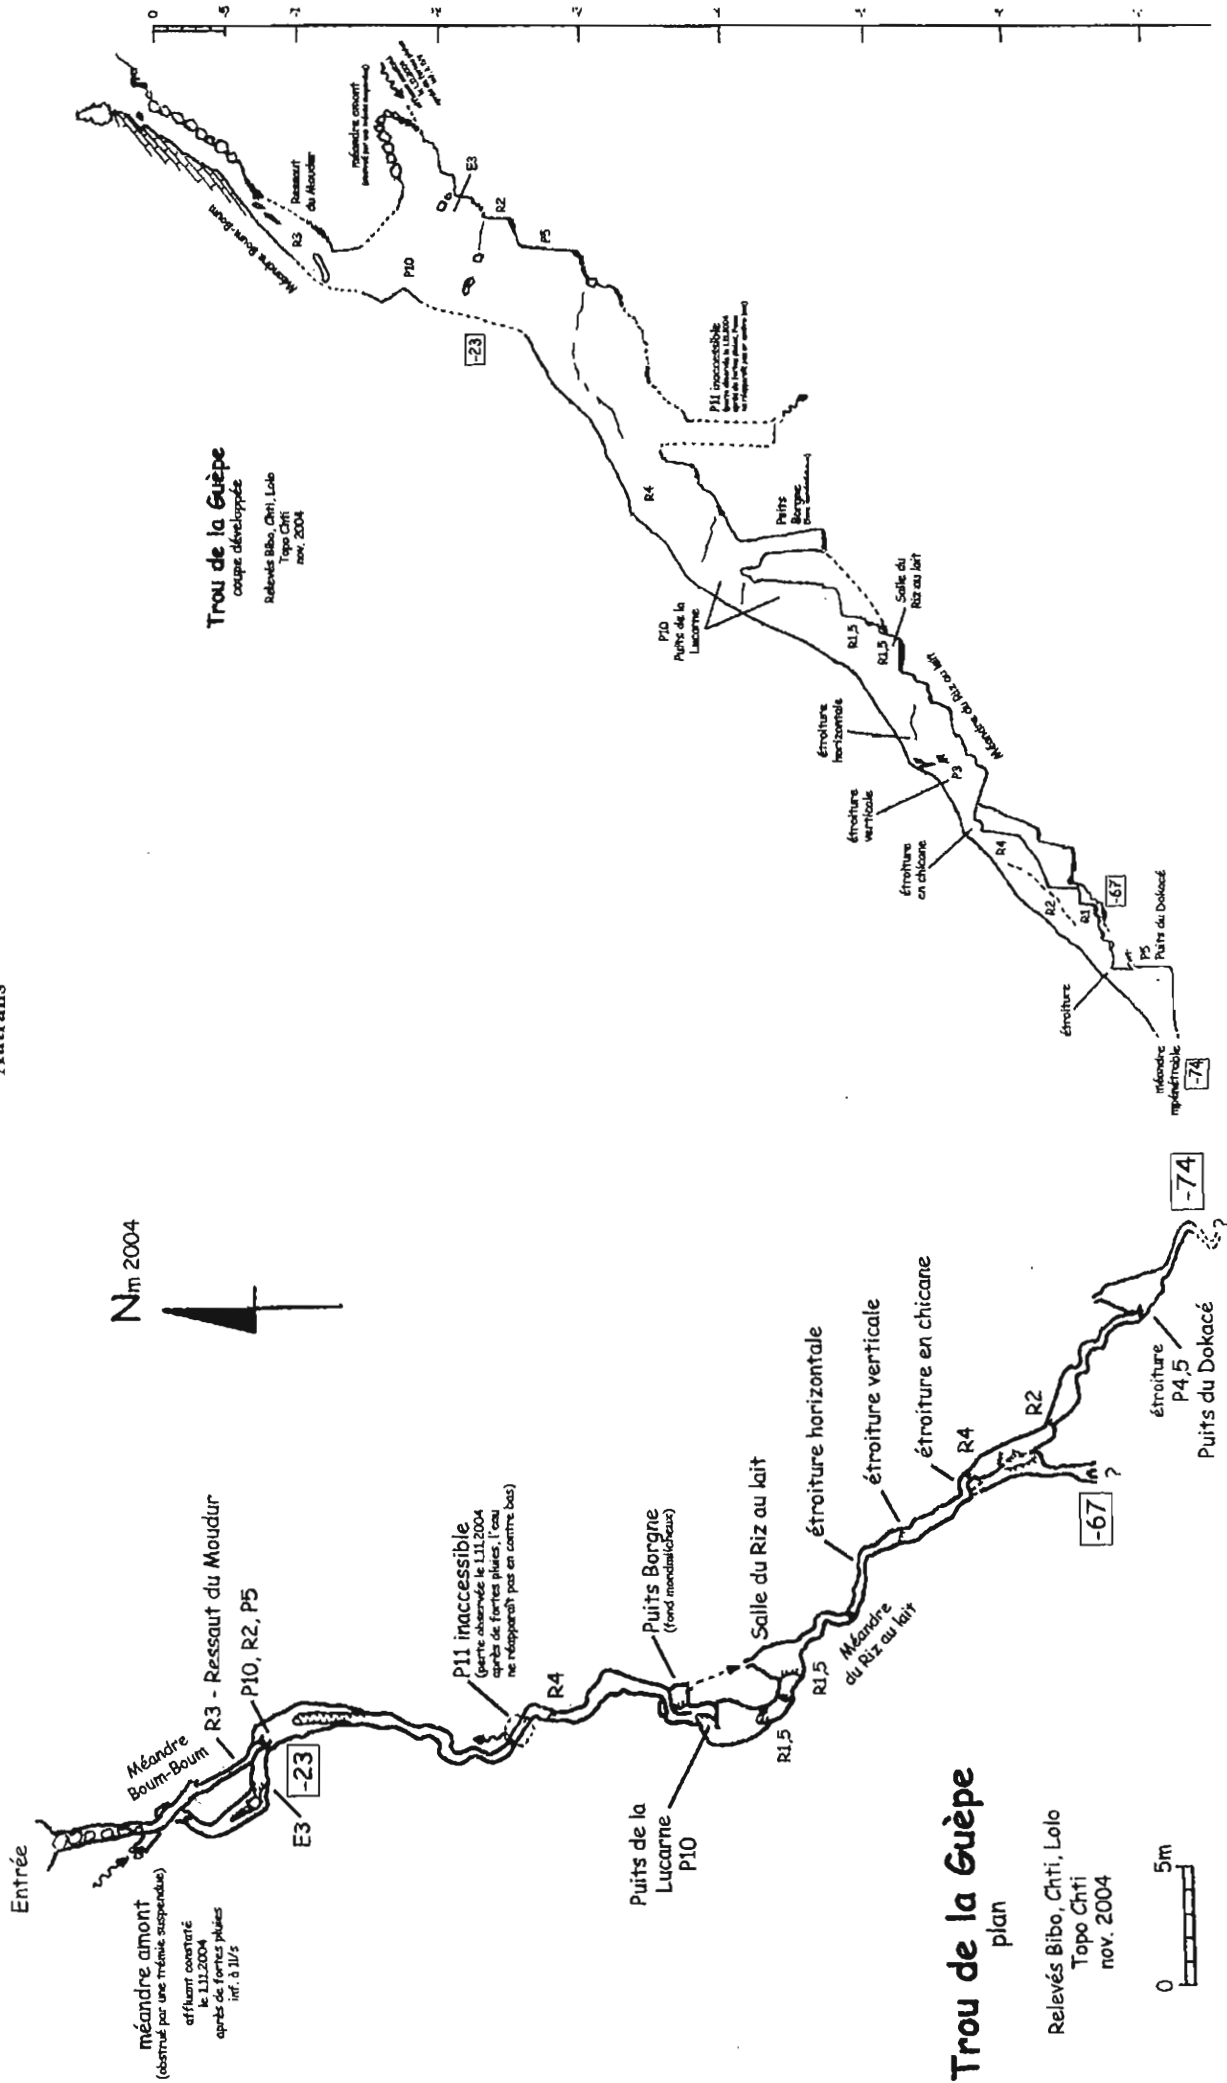 Autrans
Trou de la Guèpe
coupe développée
Relevés Bibo, Chti, Lolo
Topo Chti
nov. 2004
0
-5
-1
-2
-3
-4
-5
-6
-7
Méandre Boum-Boum
R3
Ressaut
du Moudur
méandre amont
P10
E3
R2
P5
-23
P11 inaccessible
R4
Puits
Borgne
P10
Puits de la
Lucarne
R1,5
R1,5
Salle du
Riz au lait
Méandre du Riz au lait
étroiture
horizontale
P3
étroiture
verticale
étroiture
en chicane
R4
R2
R1
-67
P5
Puits du Dokacé
étroiture
méandre
impénétrable
-74
Nm 2004
Entrée
méandre amont
(obstrué par une trémie suspendue)
affluent constaté
le 1.11.2004
après de fortes pluies
inf. à 1l/s
Méandre
Boum-Boum
R3 - Ressaut du Moudur
P10, R2, P5
-23
E3
P11 inaccessible
(perte observée le 1.11.2004
après de fortes pluies, l'eau
ne réapparaît pas en contre bas)
R4
Puits Borgne
(fond mondmilcheux)
Puits de la
Lucarne
P10
Salle du Riz au lait
R1,5
R1,5
Méandre
du Riz au lait
étroiture horizontale
étroiture verticale
étroiture en chicane
R4
R2
-67
?
étroiture
P4,5
Puits du Dokacé
-74
?
Trou de la Guèpe
plan
Relevés Bibo, Chti, Lolo
Topo Chti
nov. 2004
0
5m